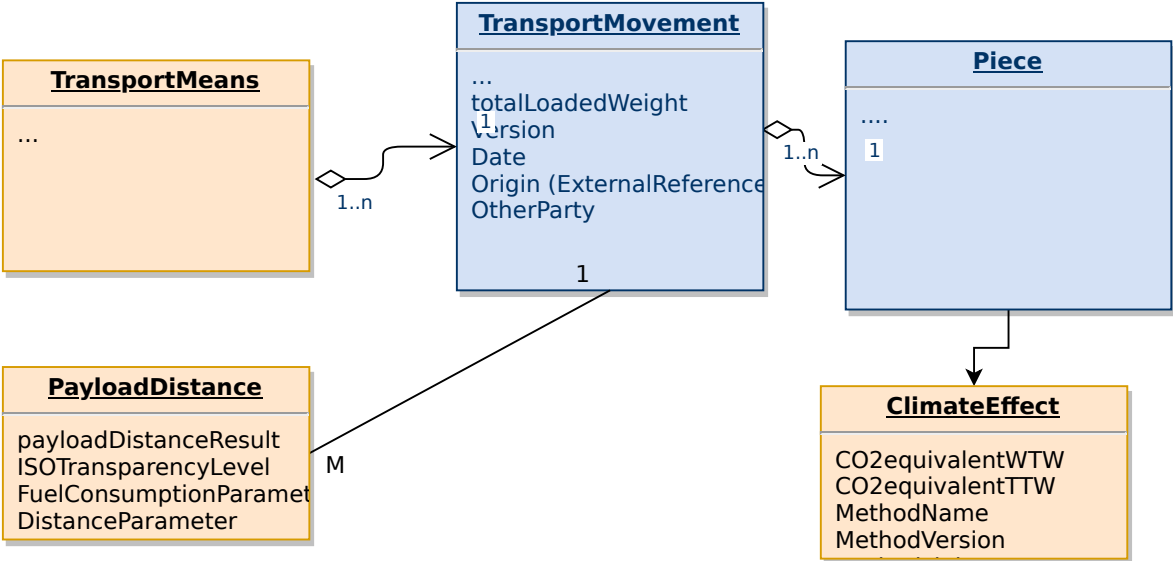 TransportMeans
...
1..n
TransportMovement
...
totalLoadedWeight
Version
1
Date
Origin (ExternalReference
OtherParty
1
1..n
Piece
....
1
PayloadDistance
payloadDistanceResult
ISOTransparencyLevel
FuelConsumptionParamet
DistanceParameter
M
ClimateEffect
CO2equivalentWTW
CO2equivalentTTW
MethodName
MethodVersion